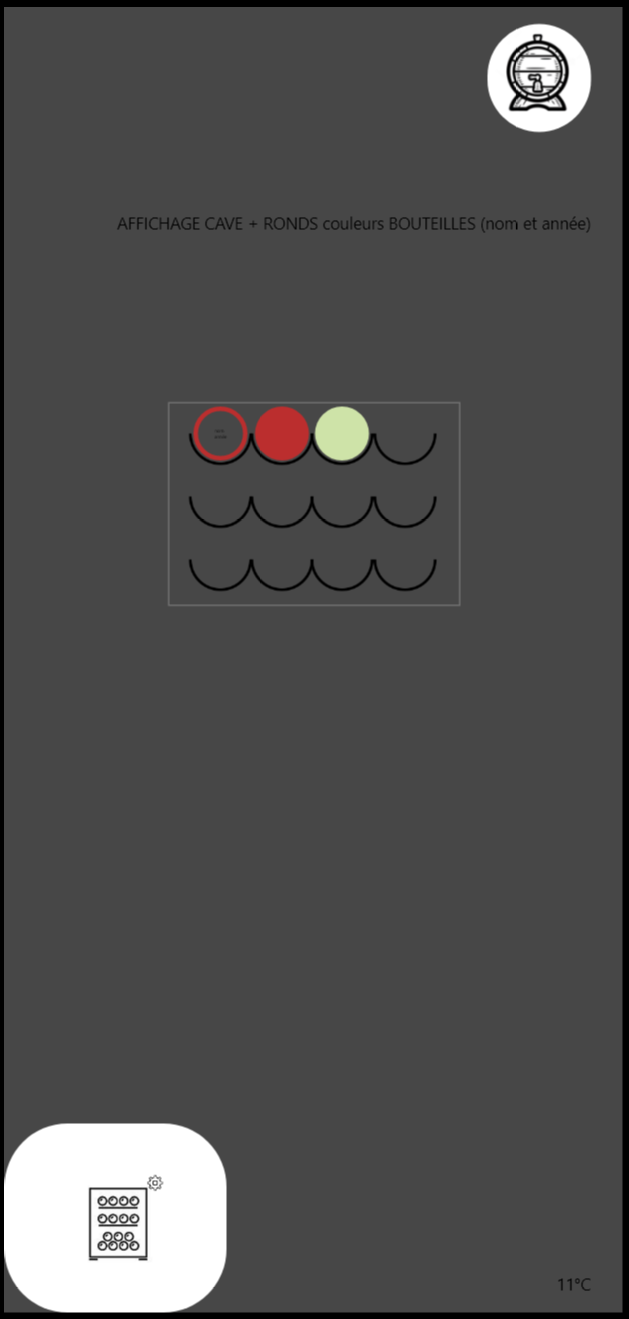 AFFICHAGE CAVE + RONDS couleurs BOUTEILLES (nom et année)
11°C